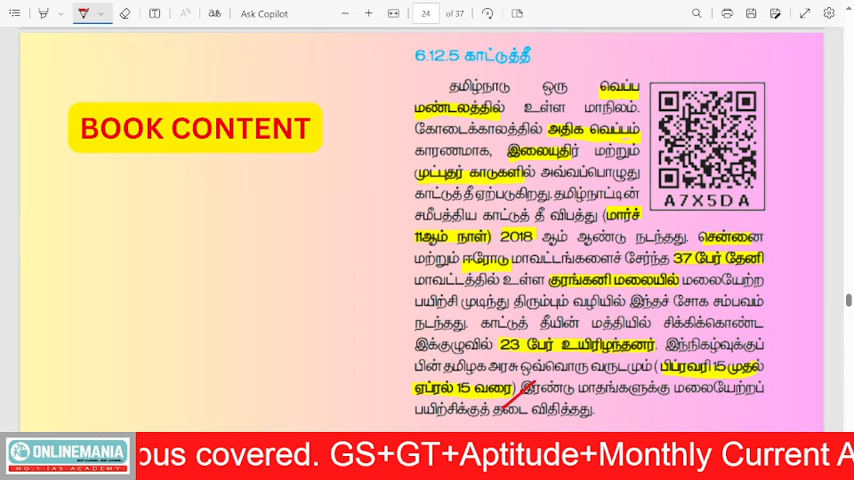 Ask Copilot
24
of 37
6.12.5 காட்டுத்தீ
தமிழ்நாடு ஒரு வெப்ப
மண்டலத்தில் உள்ள மாநிலம்.
கோடைக்காலத்தில் அதிக வெப்பம்
காரணமாக, இலையுதிர் மற்றும்
முட்புதர் காடுகளில் அவ்வப்பொழுது
காட்டுத்தீ ஏற்படுகிறது. தமிழ்நாட்டின்
சமீபத்திய காட்டுத் தீ விபத்து (மார்ச்
11ஆம் நாள்) 2018 ஆம் ஆண்டு நடந்தது. சென்னை
மற்றும் ஈரோடு மாவட்டங்களைச் சேர்ந்த 37 பேர் தேனி
மாவட்டத்தில் உள்ள குரங்கனி மலையில் மலையேற்ற
பயிற்சி முடிந்து திரும்பும் வழியில் இந்தச் சோக சம்பவம்
நடந்தது. காட்டுத் தீயின் மத்தியில் சிக்கிக்கொண்ட
இக்குழுவில் 23 பேர் உயிரிழந்தனர். இந்நிகழ்வுக்குப்
பின் தமிழக அரசு ஒவ்வொரு வருடமும் (பிப்ரவரி 15 முதல்
ஏப்ரல் 15 வரை) இரண்டு மாதங்களுக்கு மலையேற்றப்
பயிற்சிக்குத் தடை விதித்தது.
A7X5DA
BOOK CONTENT
ONLINEMANIA
NO.1 IAS ACADEMY
bus covered. GS+GT+Aptitude+Monthly Current A